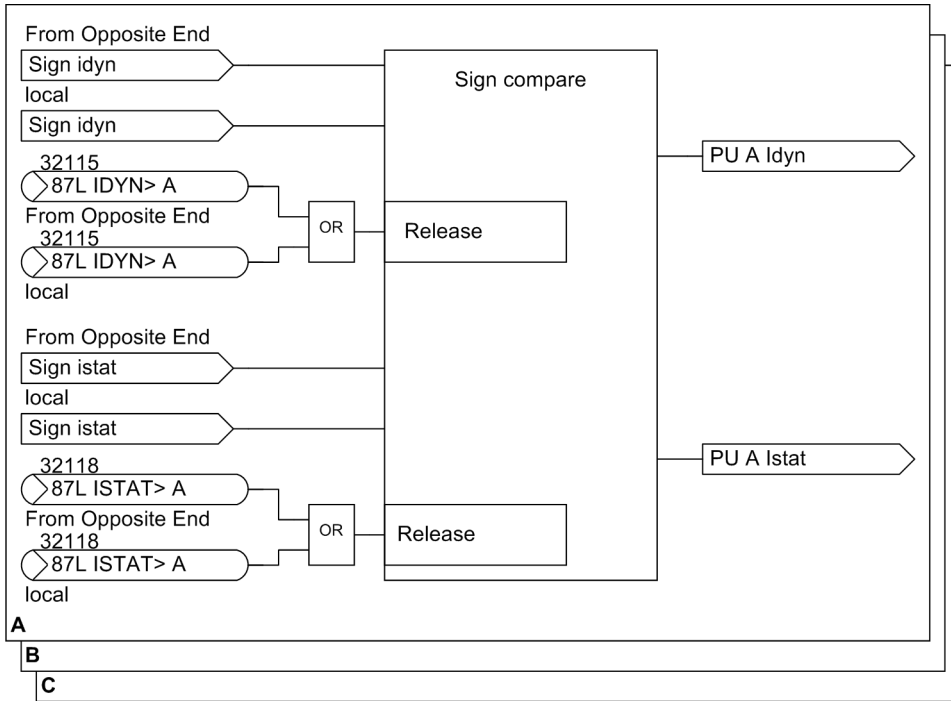 From Opposite End
Sign idyn
local
Sign idyn
32115
87L IDYN> A
From Opposite End
32115
87L IDYN> A
local
OR
Release
Sign compare
PU A Idyn
From Opposite End
Sign istat
local
Sign istat
32118
87L ISTAT> A
From Opposite End
32118
87L ISTAT> A
local
OR
Release
PU A Istat
A
B
C